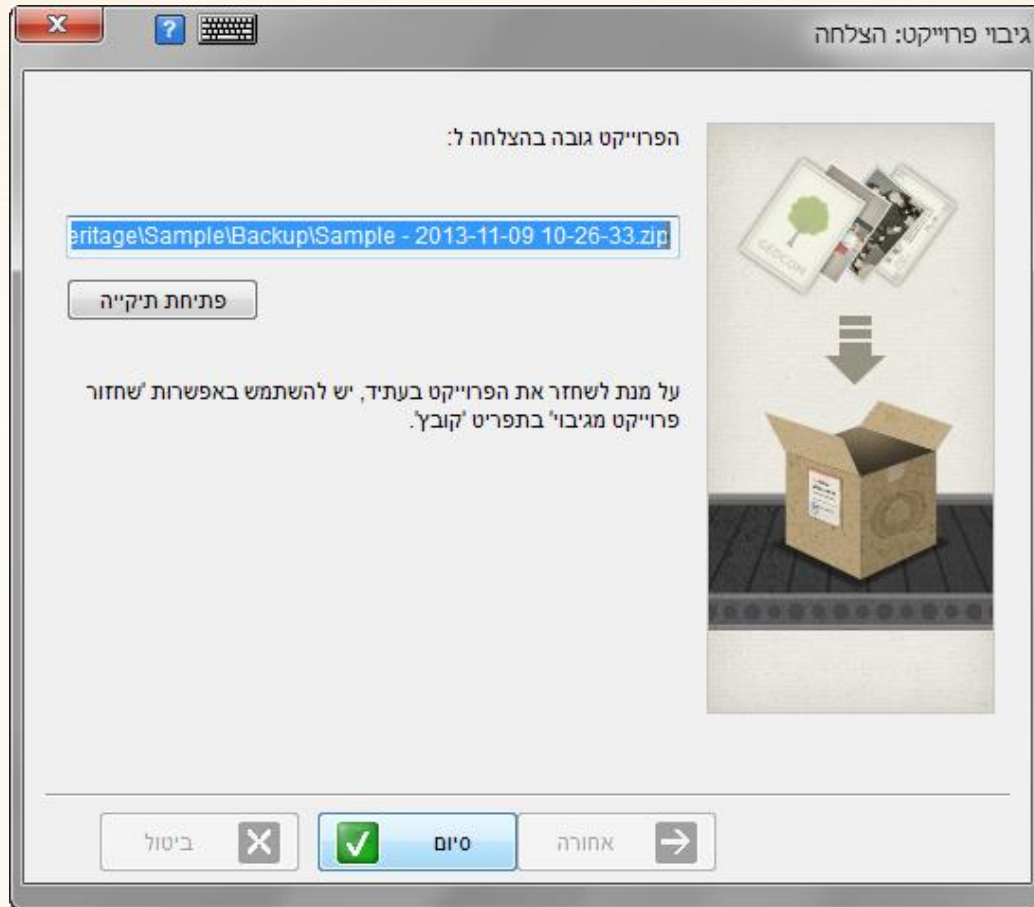 גיבוי פרוייקט: הצלחה
הפרוייקט גובה בהצלחה ל:
eritage\Sample\Backup\Sample - 2013-11-09 10-26-33.zip
פתיחת תיקייה
על מנת לשחזר את הפרוייקט בעתיד, יש להשתמש באפשרות 'שחזור
פרוייקט מגיבוי' בתפריט 'קובץ'.
אחורה
סיום
ביטול